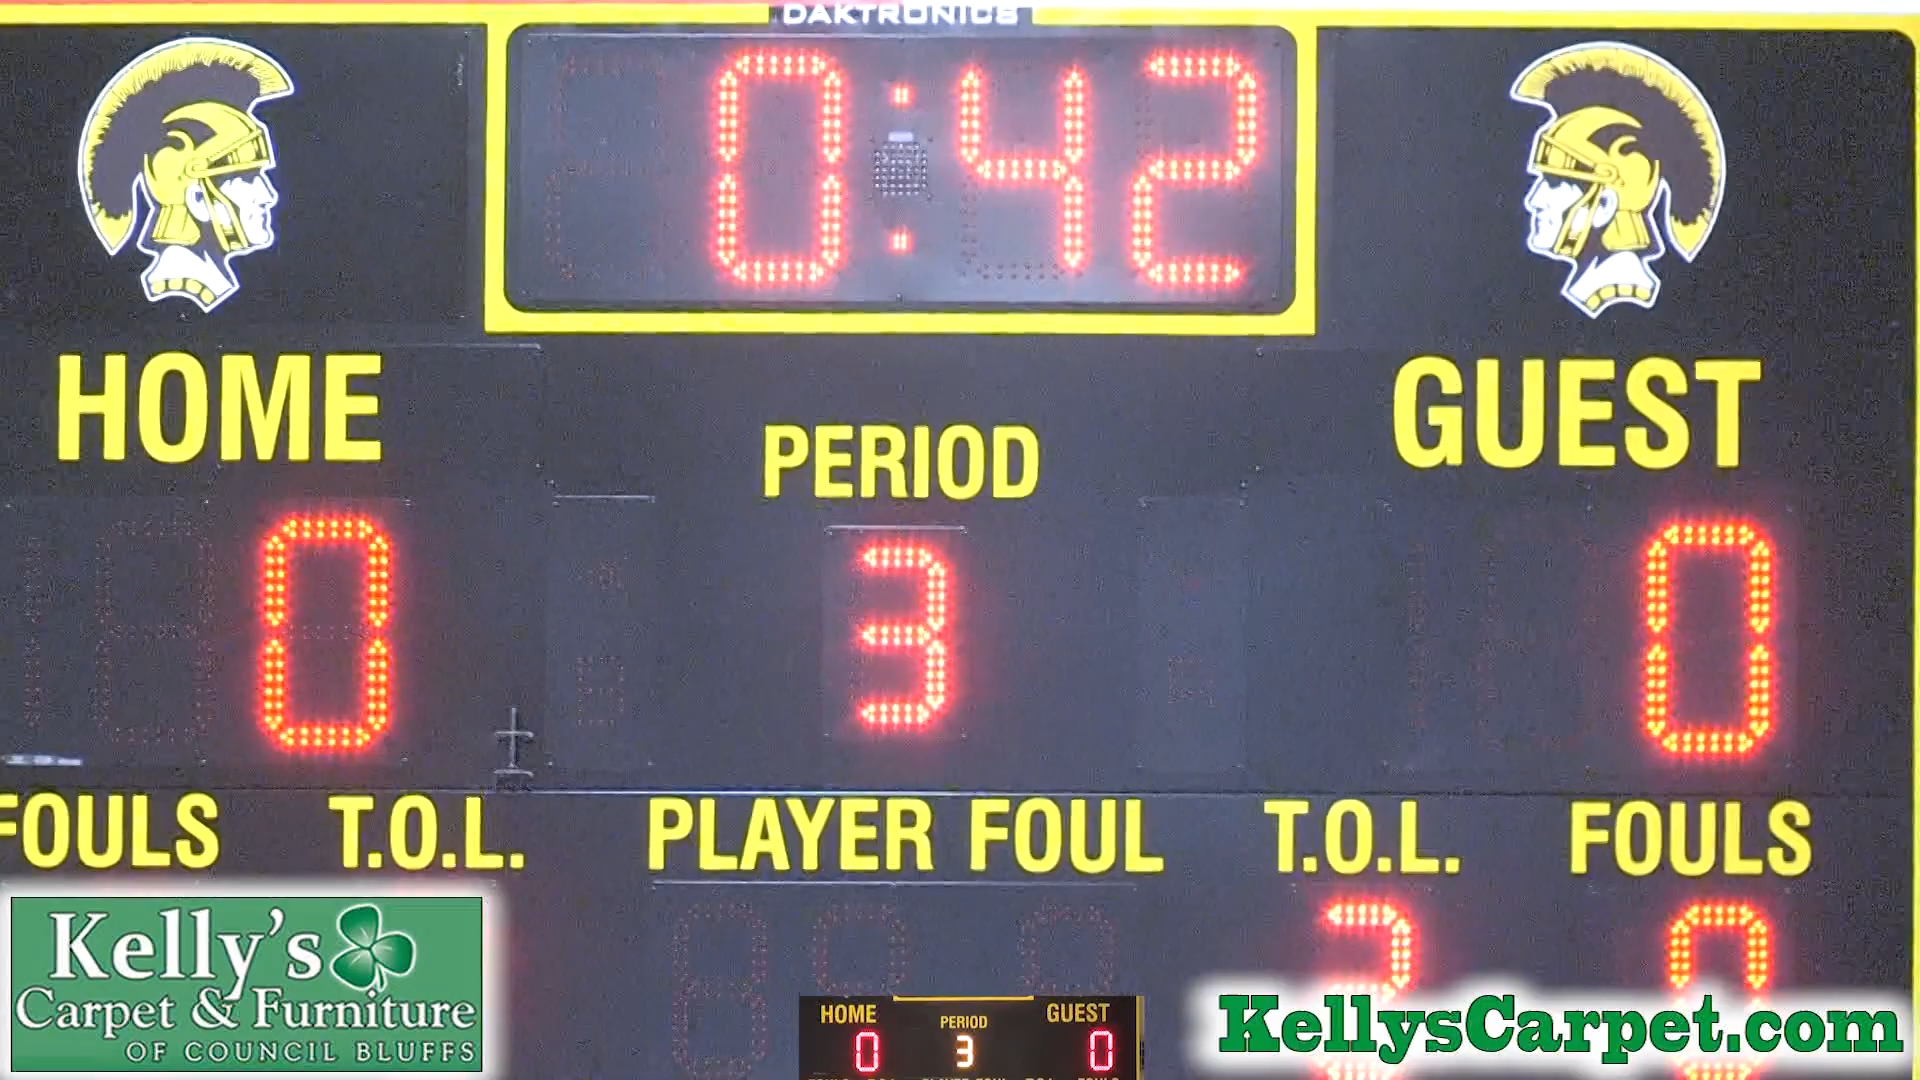 DAKTRONICS
0:42
HOME
GUEST
PERIOD
0
3
0
FOULS
T.O.L.
PLAYER FOUL
T.O.L.
FOULS
Kelly's
Carpet & Furniture
OF COUNCIL BLUFFS
HOME
PERIOD
GUEST
0
3
0
KellysCarpet.com